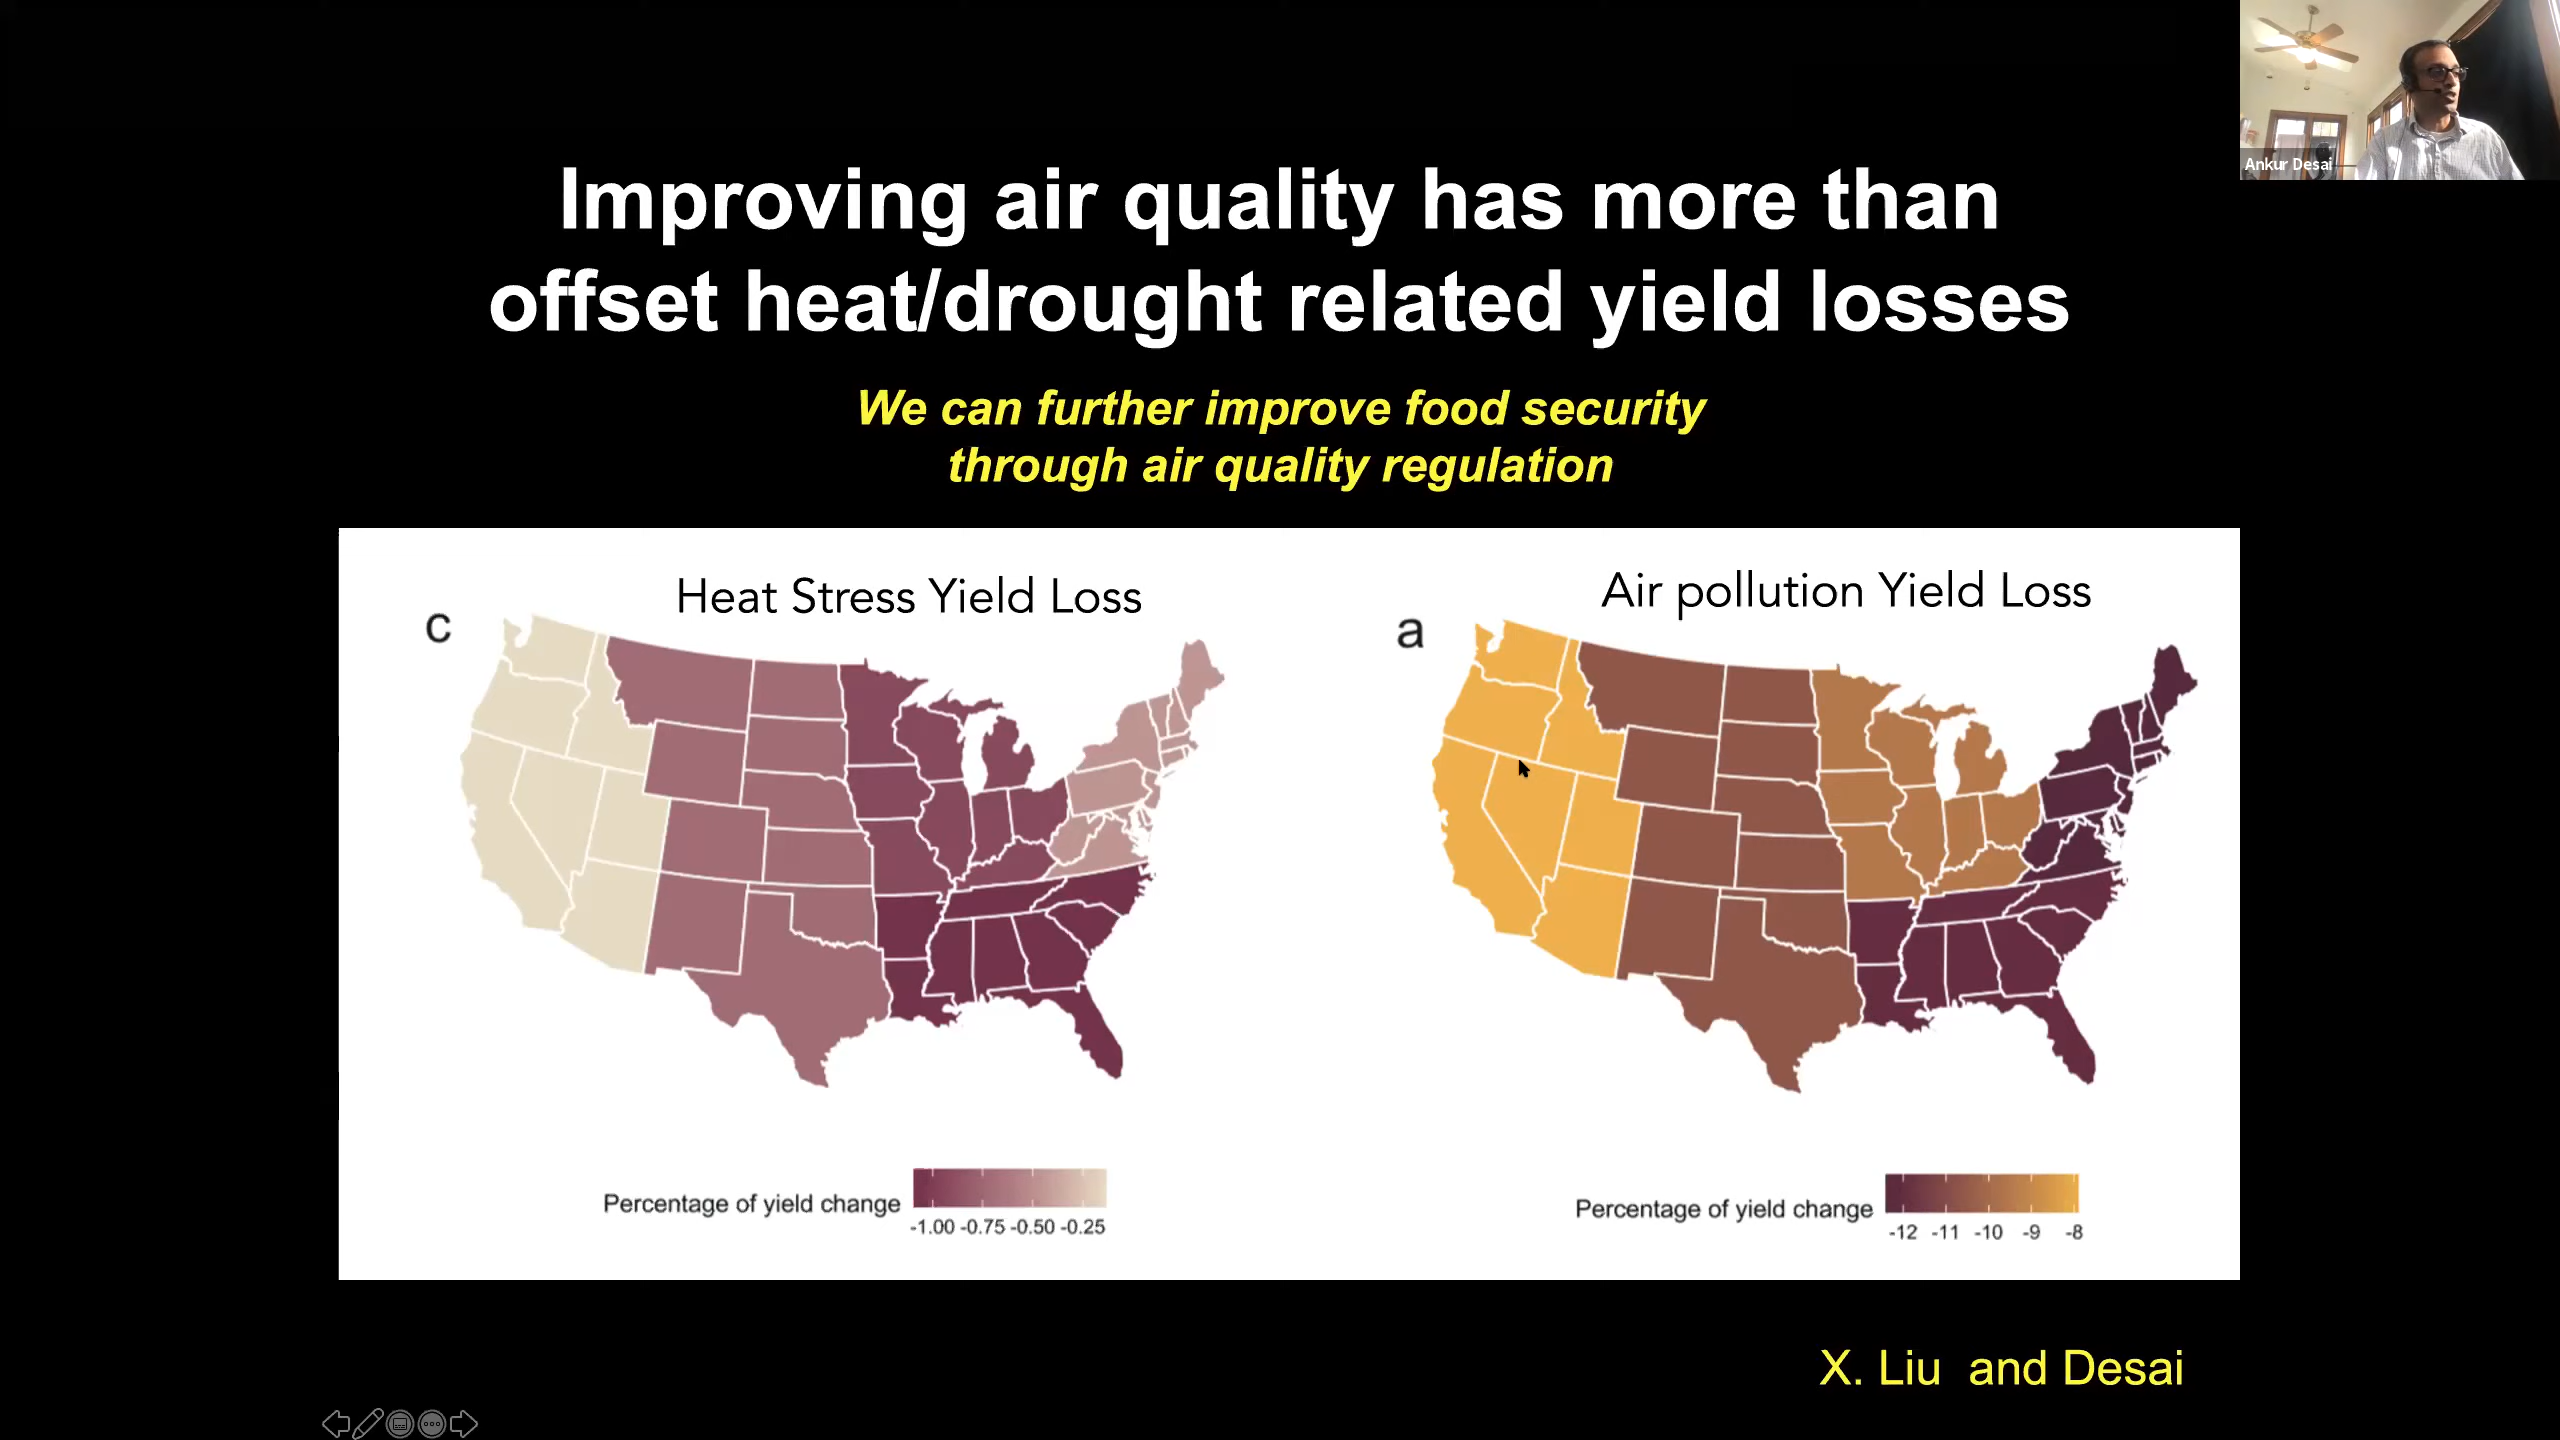 Ankur Desai
Improving air quality has more than
offset heat/drought related yield losses
We can further improve food security
through air quality regulation
Heat Stress Yield Loss
c
Percentage of yield change
-1.00 -0.75 -0.50 -0.25
Air pollution Yield Loss
a
Percentage of yield change
-12 -11 -10 -9 -8
X. Liu and Desai